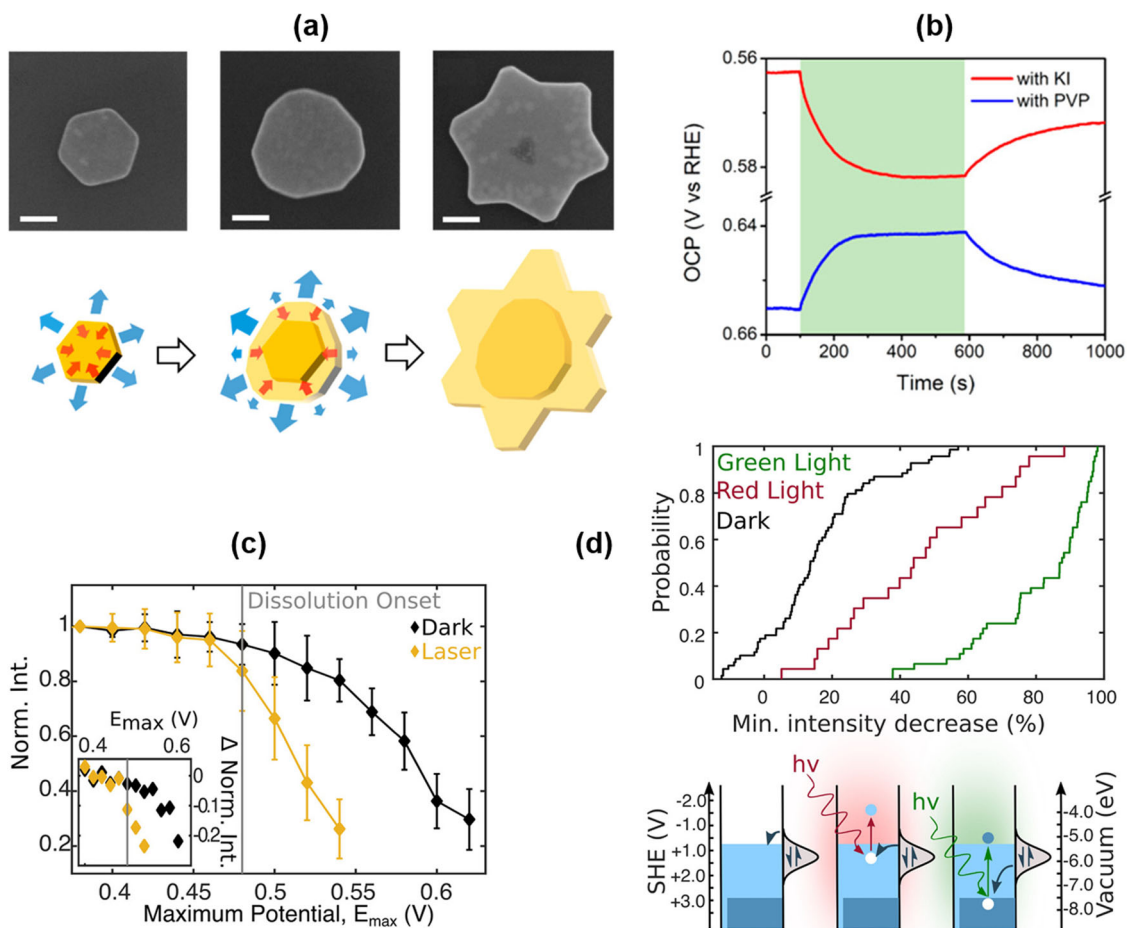 (a)
(b)
0.56
0.58
0.64
0.66
OCP (V vs RHE)
with KI
with PVP
0
200
400
600
800
1000
Time (s)
(c)
Dissolution Onset
Dark
Laser
1
0.8
0.6
0.4
0.2
Norm. Int.
Emax (V)
0.4
0.6
0
-0.1
-0.2
Δ Norm. Int.
0.4
0.45
0.5
0.55
0.6
Maximum Potential, Emax (V)
(d)
Green Light
Red Light
Dark
1
0.8
0.6
0.4
0.2
0
Probability
0
20
40
60
80
100
Min. intensity decrease (%)
hν
hν
SHE (V)
-2.0
-1.0
+1.0
+2.0
+3.0
-4.0
-5.0
-6.0
-7.0
-8.0
Vacuum (eV)